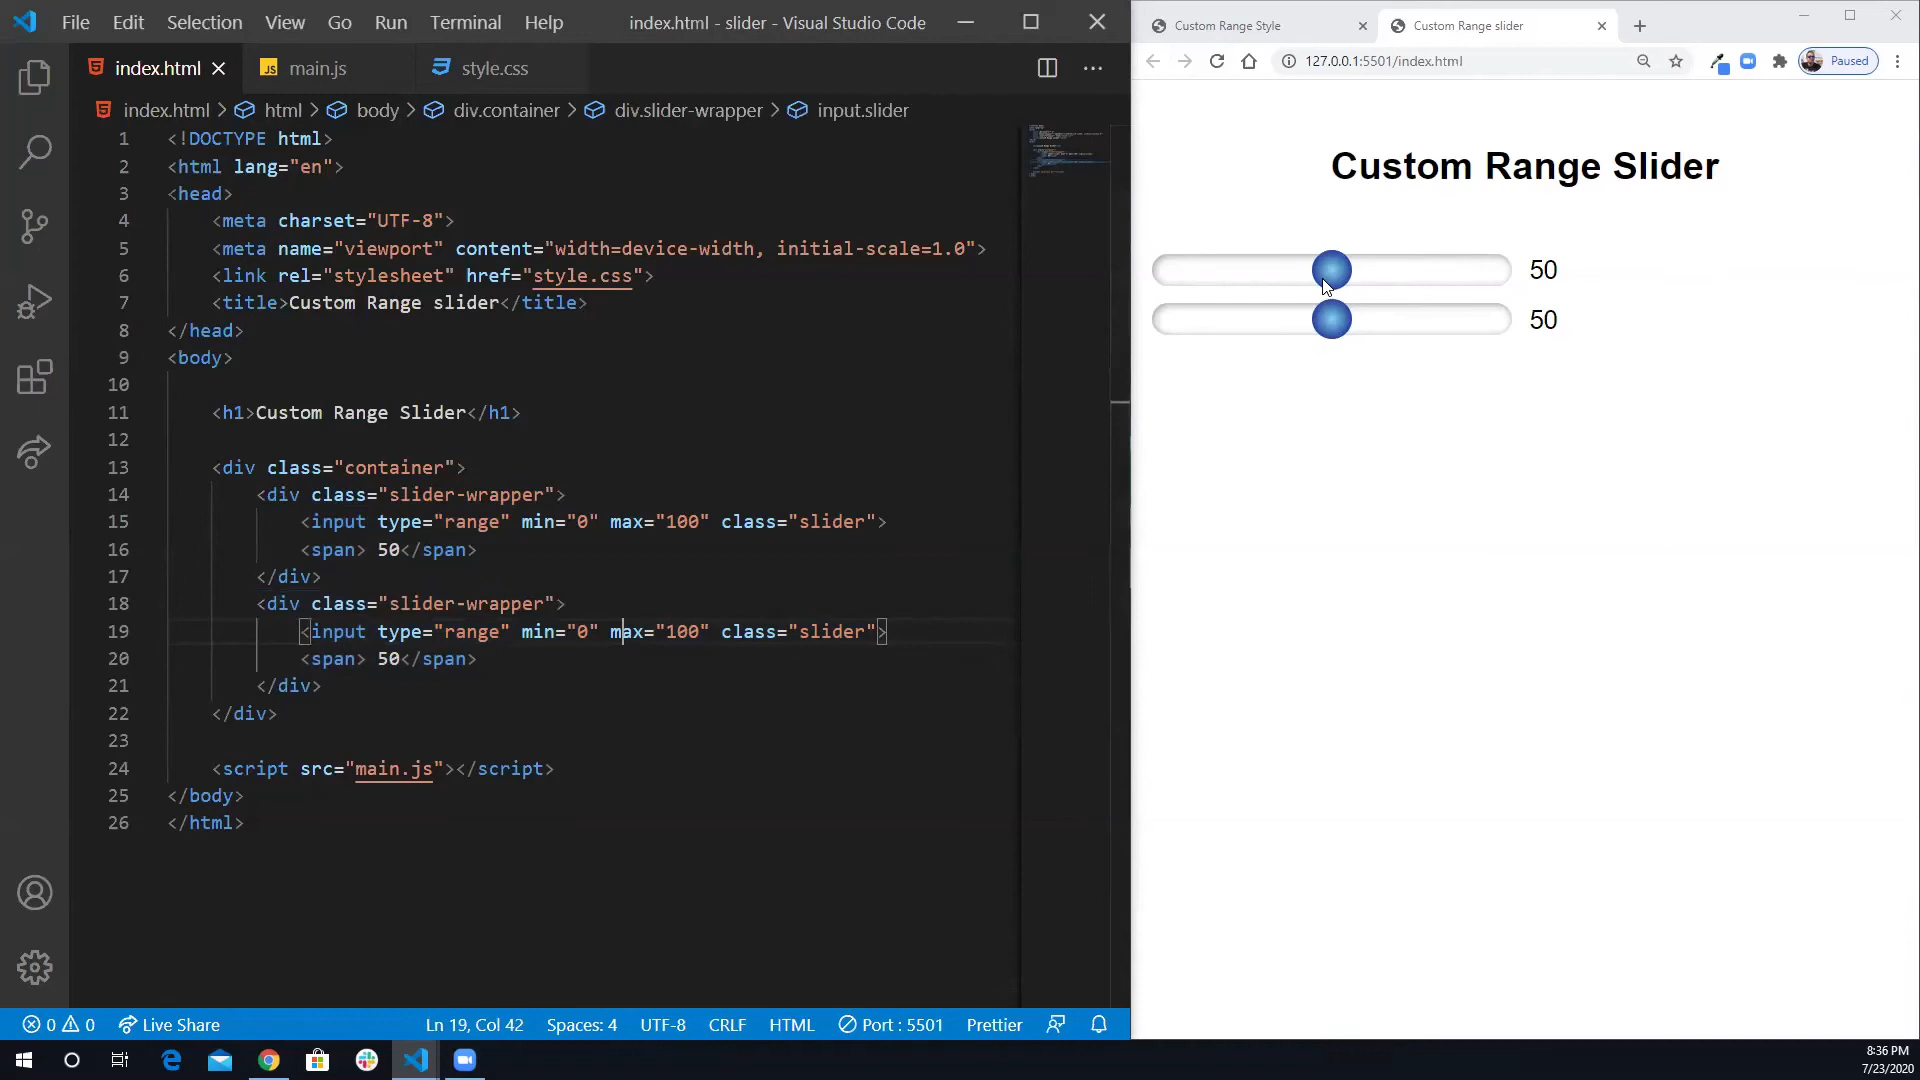 File Edit Selection View Go Run Terminal Help index.html - slider - Visual Studio Code
index.html JS main.js style.css
index.html > html > body > div.container > div.slider-wrapper > input.slider
1 <!DOCTYPE html>
2 <html lang="en">
3 <head>
4 <meta charset="UTF-8">
5 <meta name="viewport" content="width=device-width, initial-scale=1.0">
6 <link rel="stylesheet" href="style.css">
7 <title>Custom Range slider</title>
8 </head>
9 <body>
10
11 <h1>Custom Range Slider</h1>
12
13 <div class="container">
14 <div class="slider-wrapper">
15 <input type="range" min="0" max="100" class="slider">
16 <span> 50</span>
17 </div>
18 <div class="slider-wrapper">
19 <input type="range" min="0" max="100" class="slider">
20 <span> 50</span>
21 </div>
22 </div>
23
24 <script src="main.js"></script>
25 </body>
26 </html>
0 0 Live Share Ln 19, Col 42 Spaces: 4 UTF-8 CRLF HTML Port : 5501 Prettier
Custom Range Style Custom Range slider
127.0.0.1:5501/index.html Paused
Custom Range Slider
50
50
8:36 PM
7/23/2020